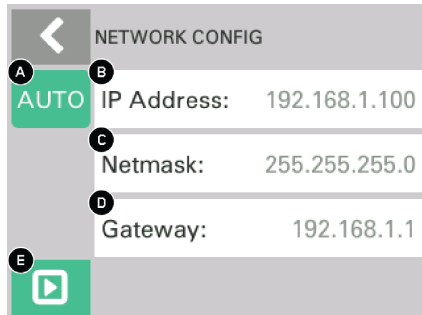 NETWORK CONFIG
A
B
AUTO
IP Address: 192.168.1.100
C
Netmask: 255.255.255.0
D
Gateway: 192.168.1.1
E